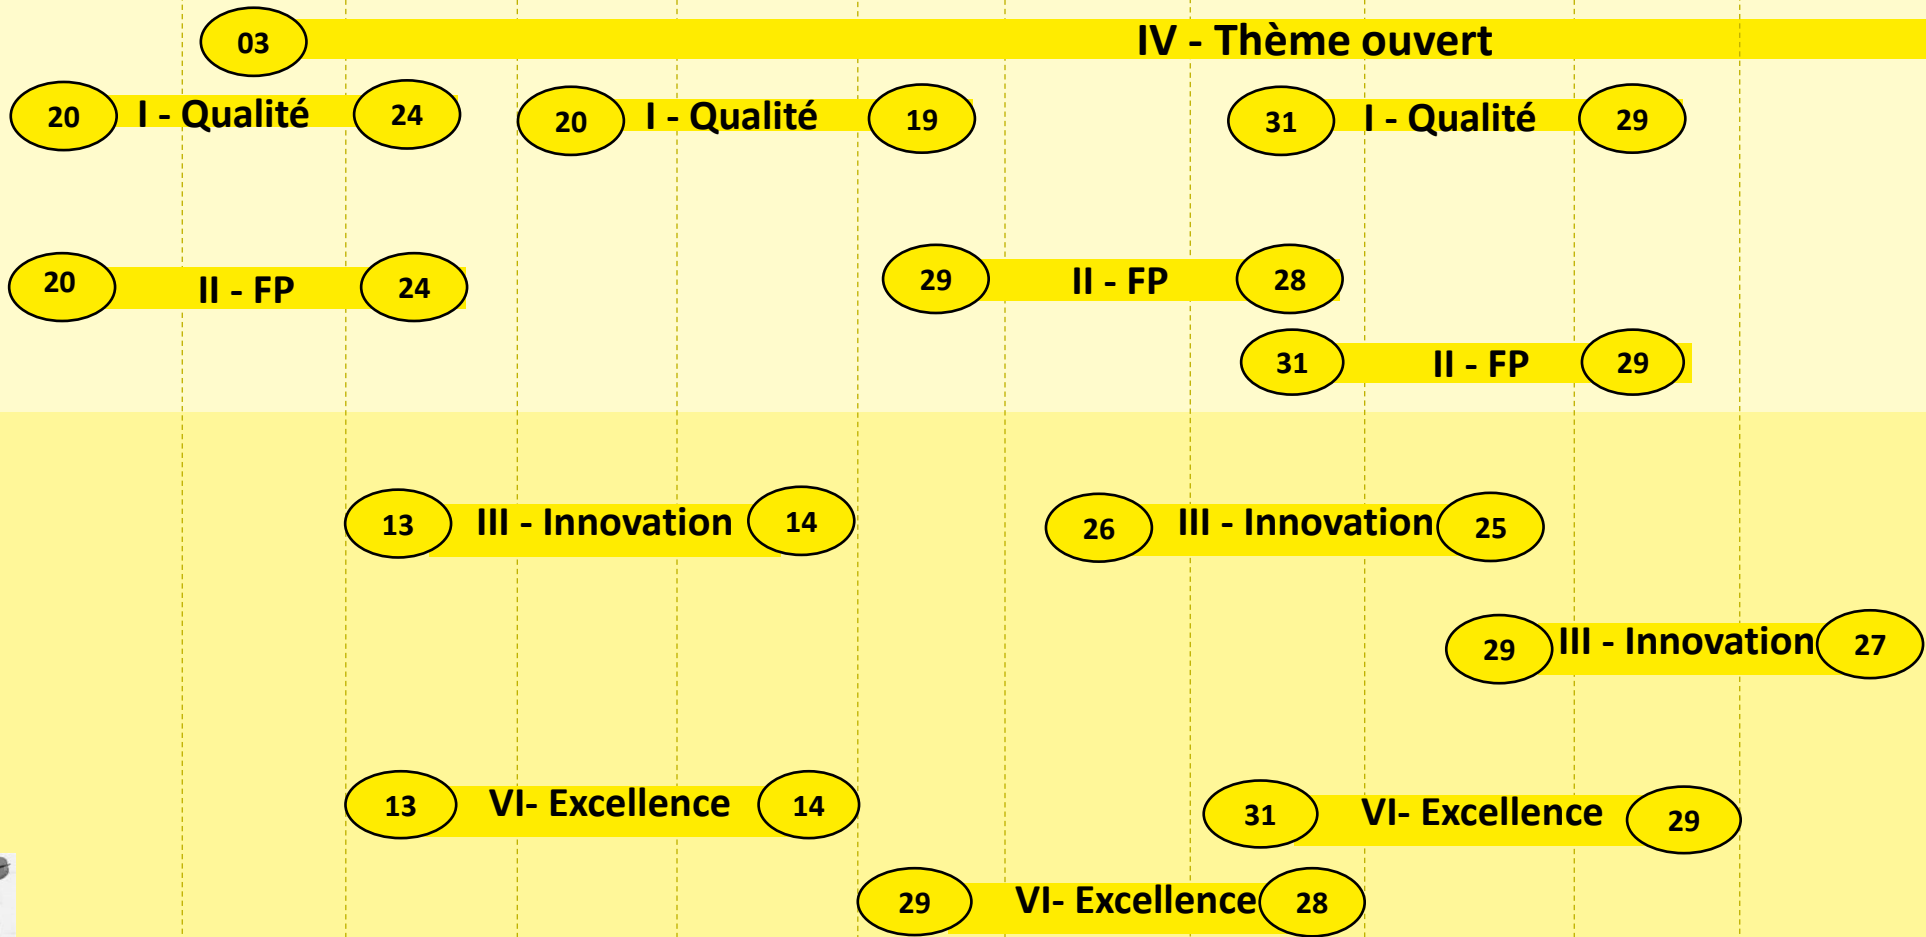 03 IV - Thème ouvert
20 I - Qualité 24 20 I - Qualité 19 31 I - Qualité 29
20 II - FP 24 29 II - FP 28
31 II - FP 29
13 III - Innovation 14 26 III - Innovation 25
29 III - Innovation 27
13 VI- Excellence 14 31 VI- Excellence 29
29 VI- Excellence 28